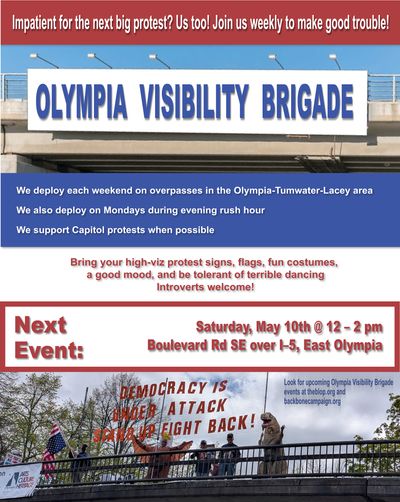 Impatient for the next big protest? Us too! Join us weekly to make good trouble!
OLYMPIA VISIBILITY BRIGADE
We deploy each weekend on overpasses in the Olympia-Tumwater-Lacey area
We also deploy on Mondays during evening rush hour
We support Capitol protests when possible
Bring your high-viz protest signs, flags, fun costumes,
a good mood, and be tolerant of terrible dancing
Introverts welcome!
Next
Event:
Saturday, May 10th @ 12 – 2 pm
Boulevard Rd SE over I–5, East Olympia
Look for upcoming Olympia Visibility Brigade
events at theblop.org and
backbonecampaign.org
DEMOCRACY IS
UNDER ATTACK
STAND UP FIGHT BACK!